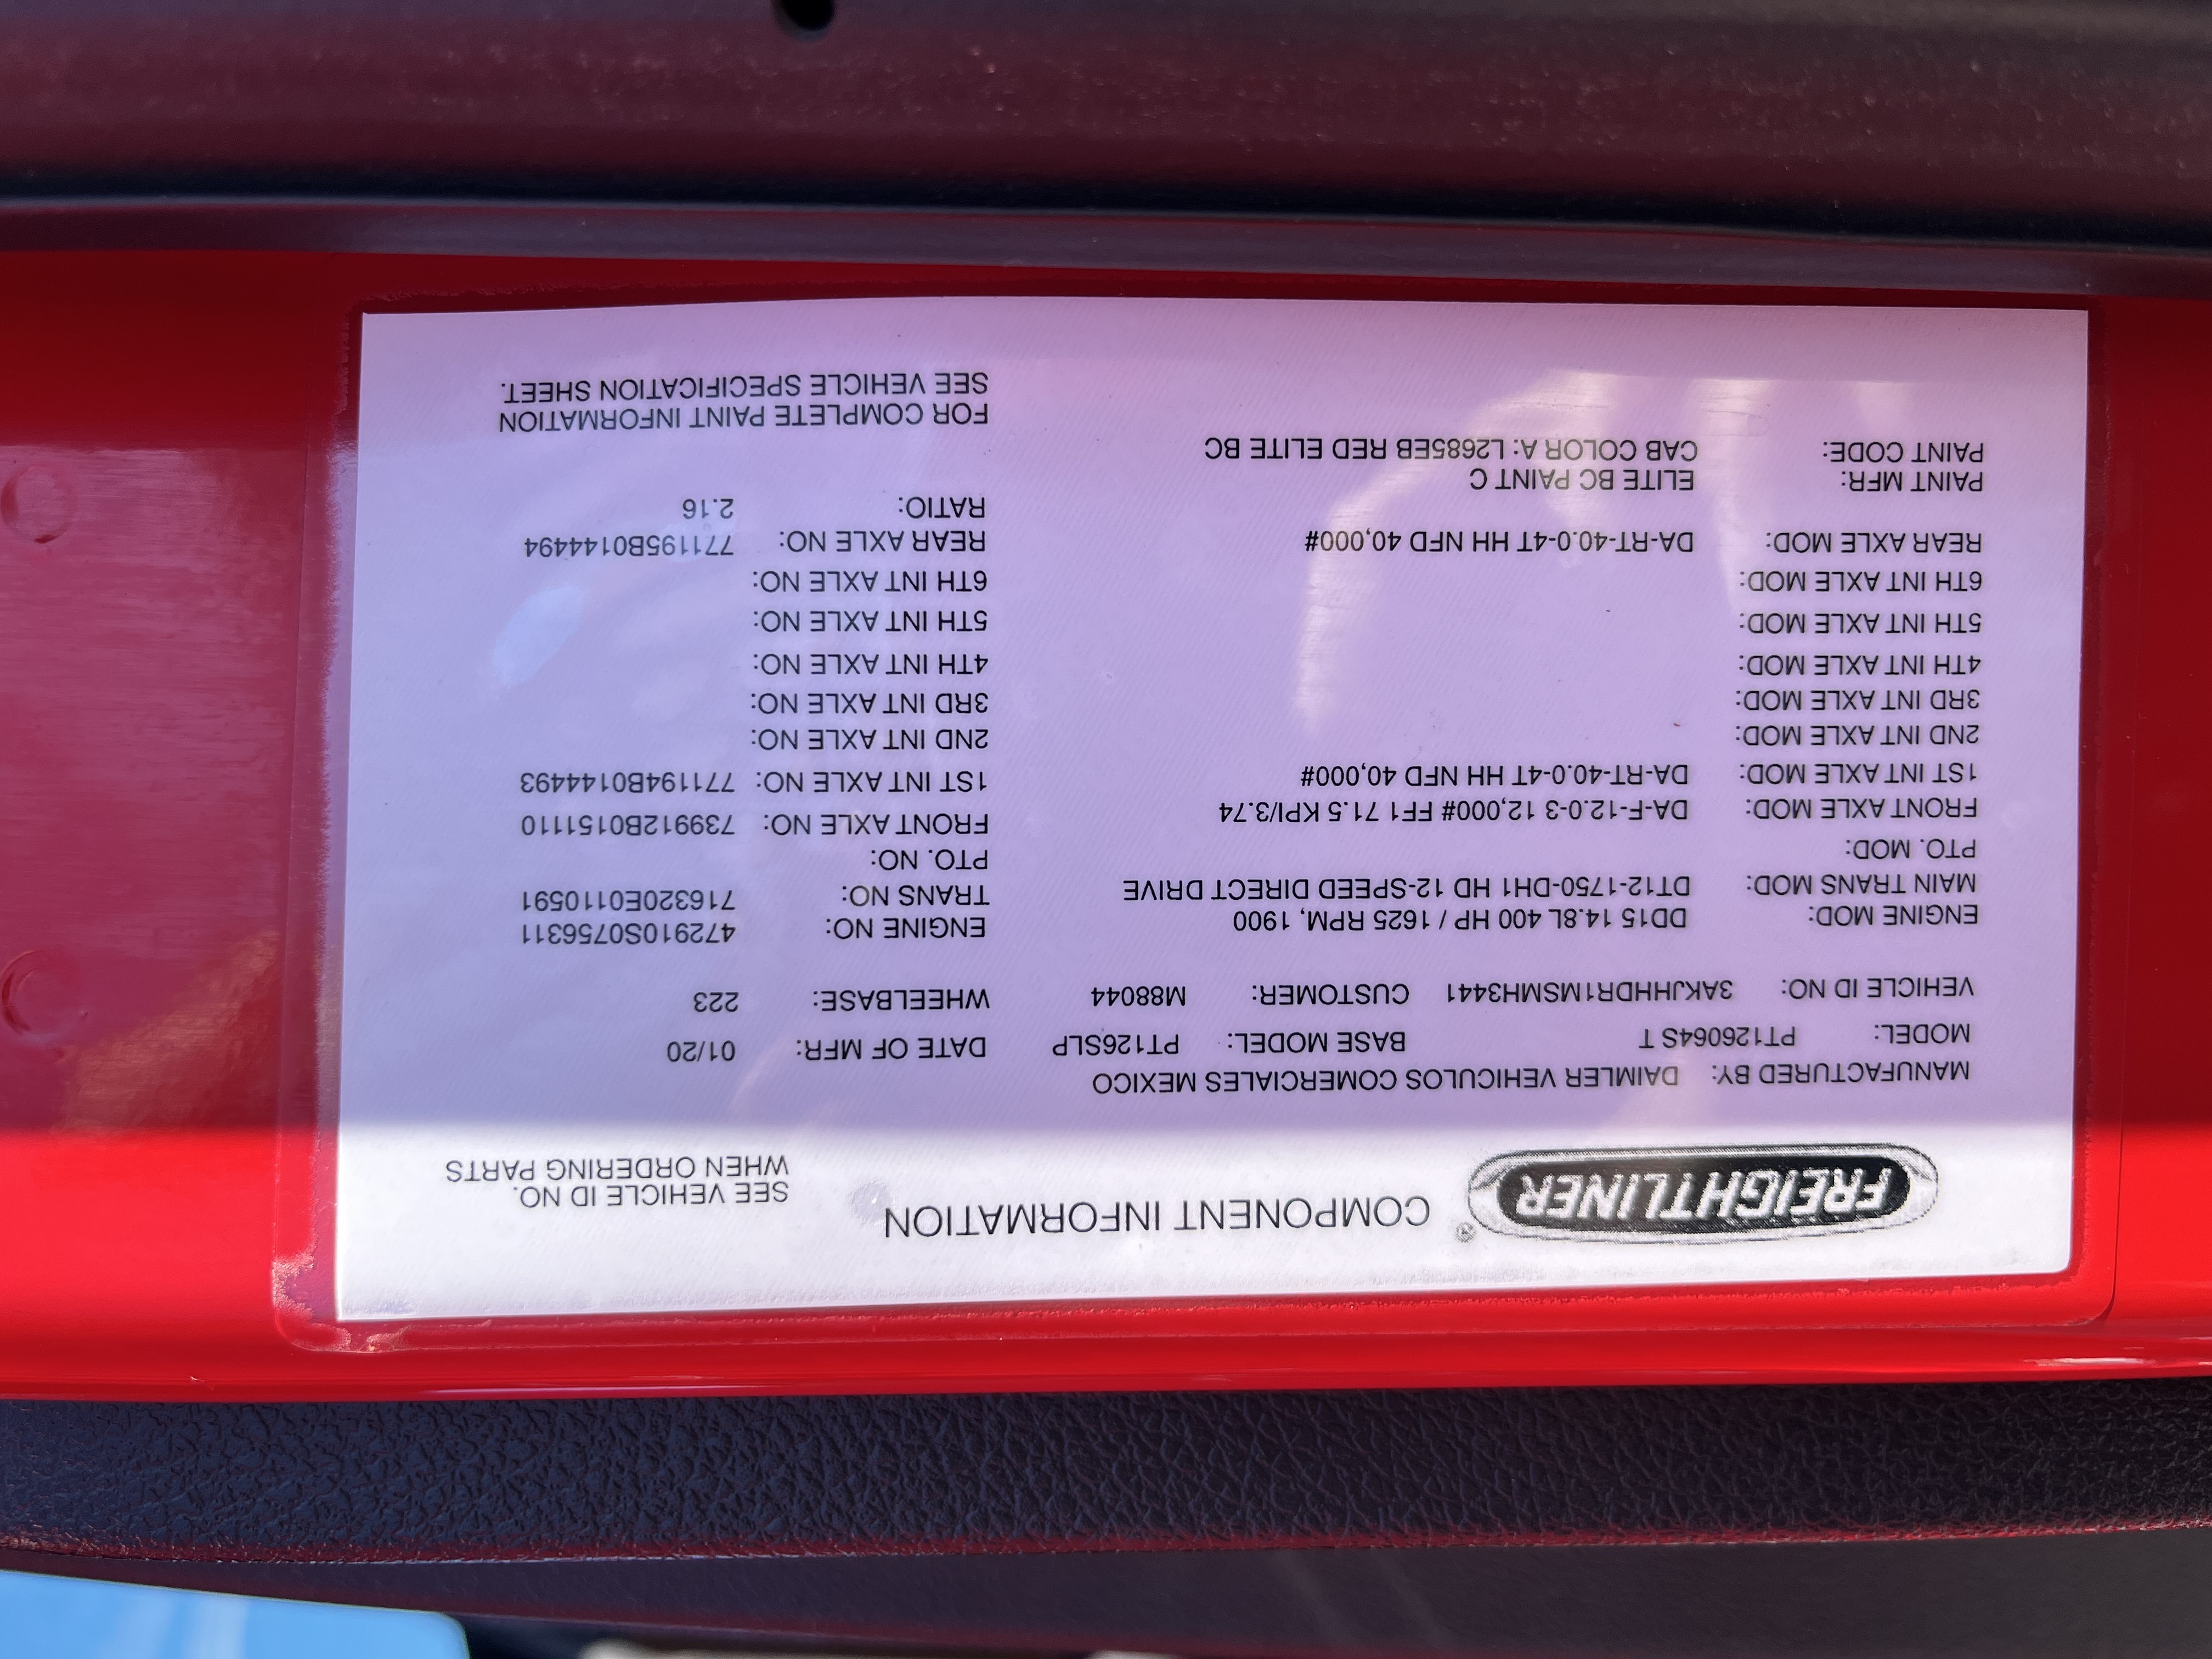 FREIGHTLINER® COMPONENT INFORMATION
SEE VEHICLE ID NO.
WHEN ORDERING PARTS
MANUFACTURED BY: DAIMLER VEHICULOS COMERCIALES MEXICO
MODEL: PT126064S T BASE MODEL: PT126SLP DATE OF MFR: 01/20
VEHICLE ID NO: 3AKJHHDR1MSMH3441 CUSTOMER: M88044 WHEELBASE: 223
ENGINE MOD: DD15 14.8L 400 HP / 1625 RPM, 1900 ENGINE NO: 472910S0756311
MAIN TRANS MOD: DT12-1750-DH1 HD 12-SPEED DIRECT DRIVE TRANS NO: 716320E0110591
PTO. MOD: PTO. NO:
FRONT AXLE MOD: DA-F-12.0-3 12,000# FF1 71.5 KPI/3.74 FRONT AXLE NO: 739912B0151110
1ST INT AXLE MOD: DA-RT-40.0-4T HH NFD 40,000# 1ST INT AXLE NO: 771194B0144493
2ND INT AXLE MOD: 2ND INT AXLE NO:
3RD INT AXLE MOD: 3RD INT AXLE NO:
4TH INT AXLE MOD: 4TH INT AXLE NO:
5TH INT AXLE MOD: 5TH INT AXLE NO:
6TH INT AXLE MOD: 6TH INT AXLE NO:
REAR AXLE MOD: DA-RT-40.0-4T HH NFD 40,000# REAR AXLE NO: 771195B0144494
RATIO: 2.16
PAINT MFR: ELITE BC PAINT C
PAINT CODE: CAB COLOR A: L2685EB RED ELITE BC
FOR COMPLETE PAINT INFORMATION
SEE VEHICLE SPECIFICATION SHEET.